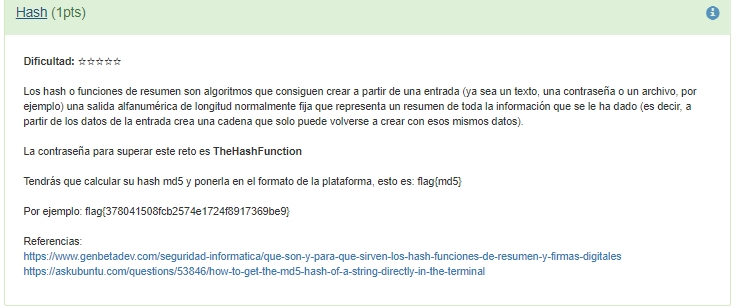 Hash (1pts)
Dificultad: ☆☆☆☆☆
Los hash o funciones de resumen son algoritmos que consiguen crear a partir de una entrada (ya sea un texto, una contraseña o un archivo, por
ejemplo) una salida alfanumérica de longitud normalmente fija que representa un resumen de toda la información que se le ha dado (es decir, a
partir de los datos de la entrada crea una cadena que solo puede volverse a crear con esos mismos datos).
La contraseña para superar este reto es TheHashFunction
Tendrás que calcular su hash md5 y ponerla en el formato de la plataforma, esto es: flag{md5}
Por ejemplo: flag{378041508fcb2574e1724f8917369be9}
Referencias:
https://www.genbetadev.com/seguridad-informatica/que-son-y-para-que-sirven-los-hash-funciones-de-resumen-y-firmas-digitales
https://askubuntu.com/questions/53846/how-to-get-the-md5-hash-of-a-string-directly-in-the-terminal